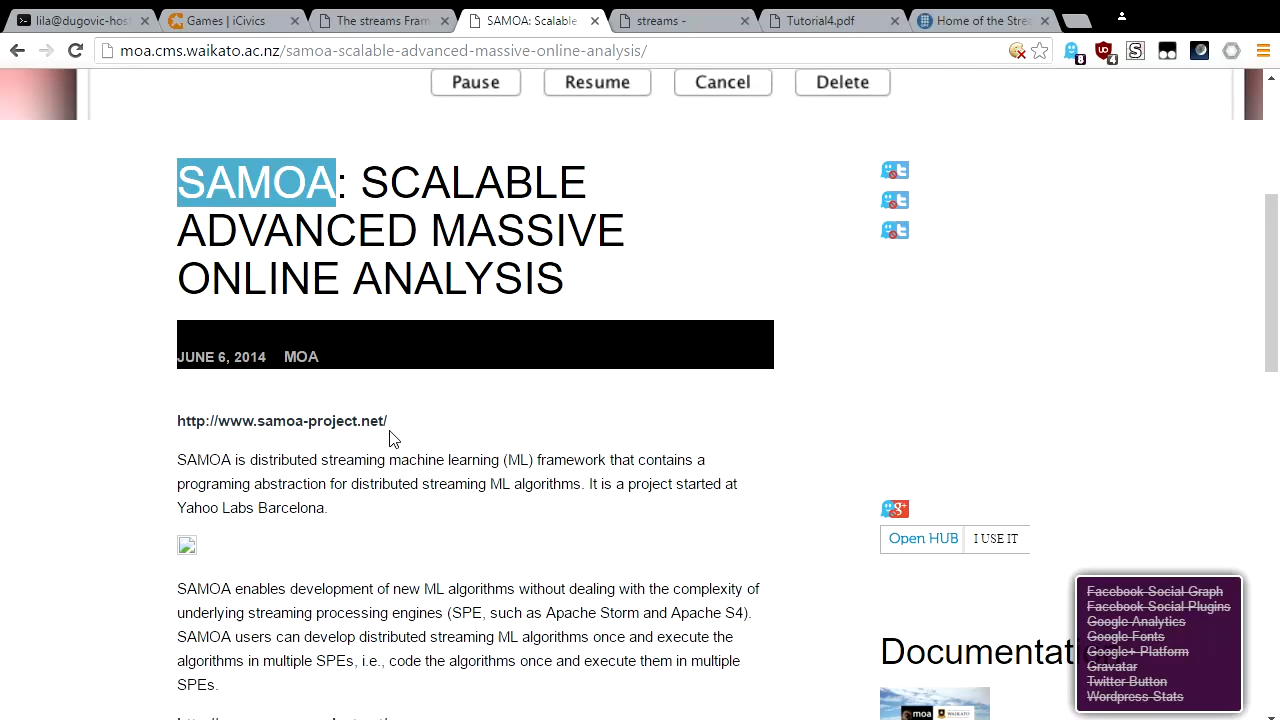 lila@dugovic-host
Games | iCivics
The streams Fram
SAMOA: Scalable
streams -
Tutorial4.pdf
Home of the Stre
moa.cms.waikato.ac.nz/samoa-scalable-advanced-massive-online-analysis/
8
4
S
Pause Resume Cancel Delete
SAMOA: SCALABLE
ADVANCED MASSIVE
ONLINE ANALYSIS
JUNE 6, 2014 MOA
http://www.samoa-project.net/
SAMOA is distributed streaming machine learning (ML) framework that contains a
programing abstraction for distributed streaming ML algorithms. It is a project started at
Yahoo Labs Barcelona.
SAMOA enables development of new ML algorithms without dealing with the complexity of
underlying streaming processing engines (SPE, such as Apache Storm and Apache S4).
SAMOA users can develop distributed streaming ML algorithms once and execute the
algorithms in multiple SPEs, i.e., code the algorithms once and execute them in multiple
SPEs.
g+
Open HUB I USE IT
Documentat
moa WAIKATO
Facebook Social Graph
Facebook Social Plugins
Google Analytics
Google Fonts
Google+ Platform
Gravatar
Twitter Button
Wordpress Stats